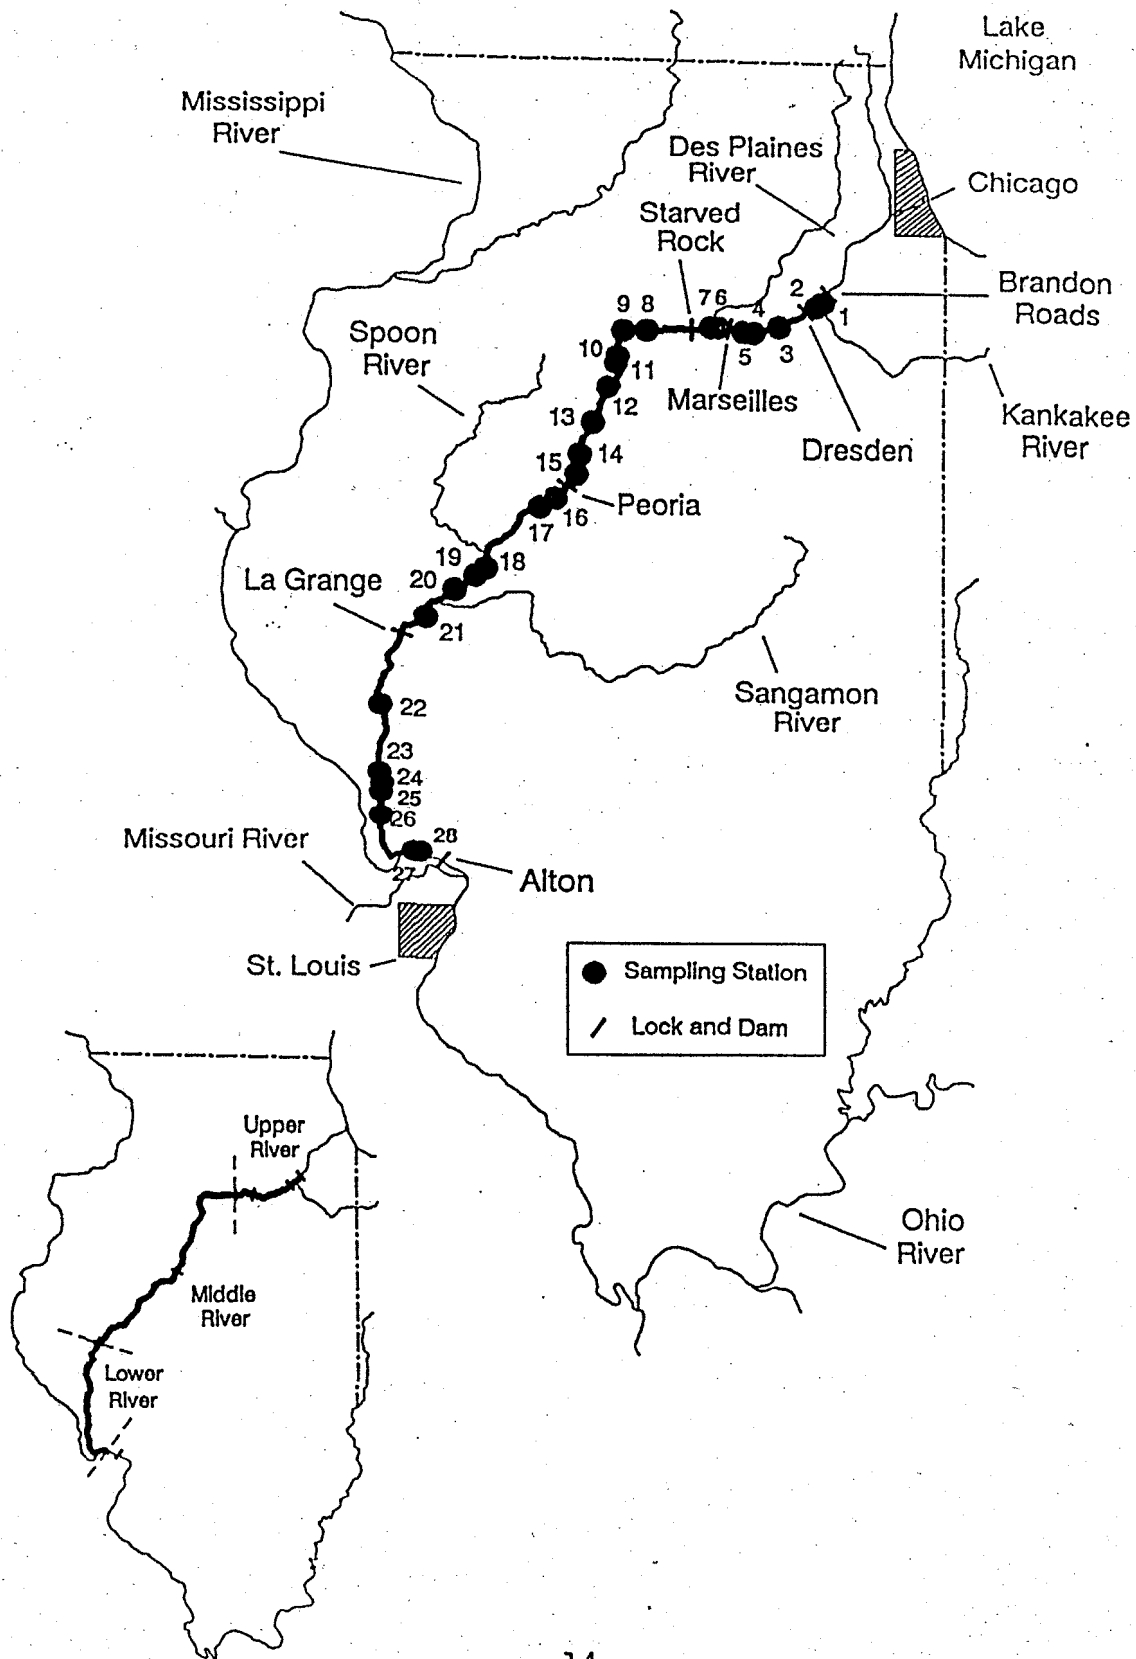 Lake
Michigan
Mississippi
River
Des Plaines
River
Chicago
Starved
Rock
Brandon
Roads
7 6
4
2
1
9 8
5
3
Spoon
River
10
11
12
Marseilles
Kankakee
River
13
Dresden
14
15
Peoria
16
17
19
18
20
La Grange
21
Sangamon
River
22
23
24
25
26
Missouri River
28
27
Alton
St. Louis
Sampling Station
Lock and Dam
Upper
River
Middle
River
Lower
River
Ohio
River